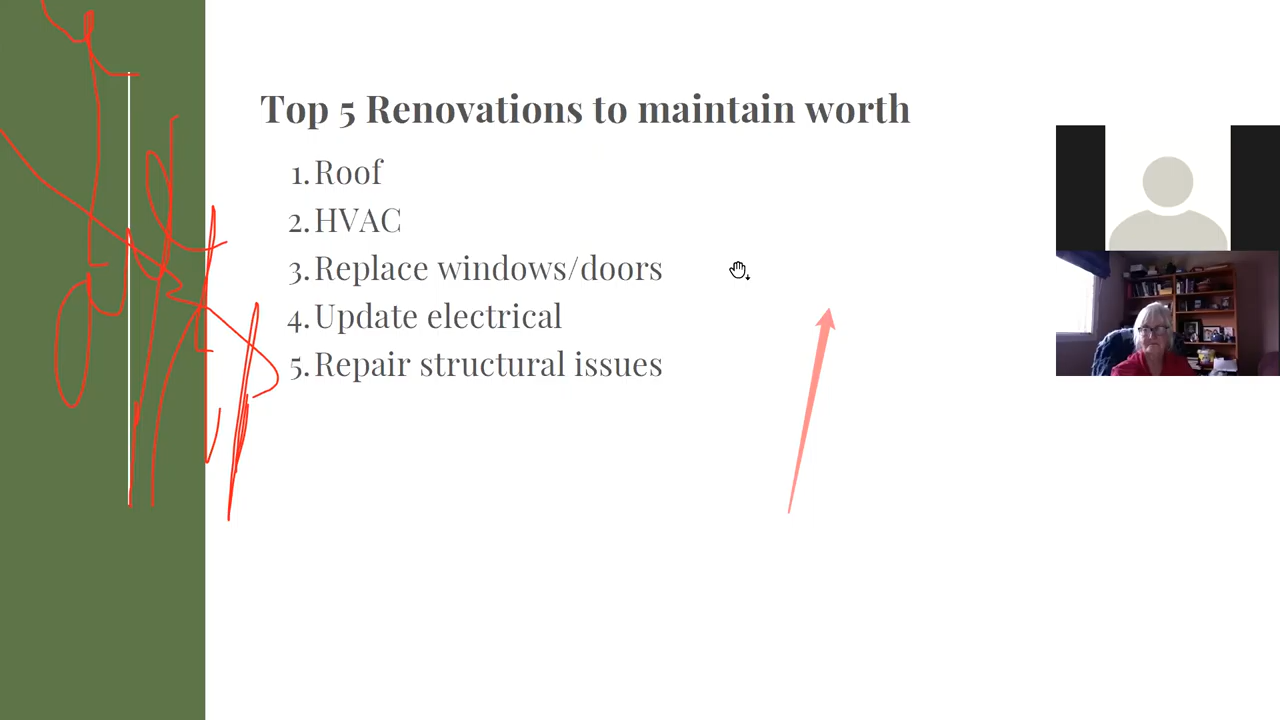 Top 5 Renovations to maintain worth
1. Roof
2. HVAC
3. Replace windows/doors
4. Update electrical
5. Repair structural issues